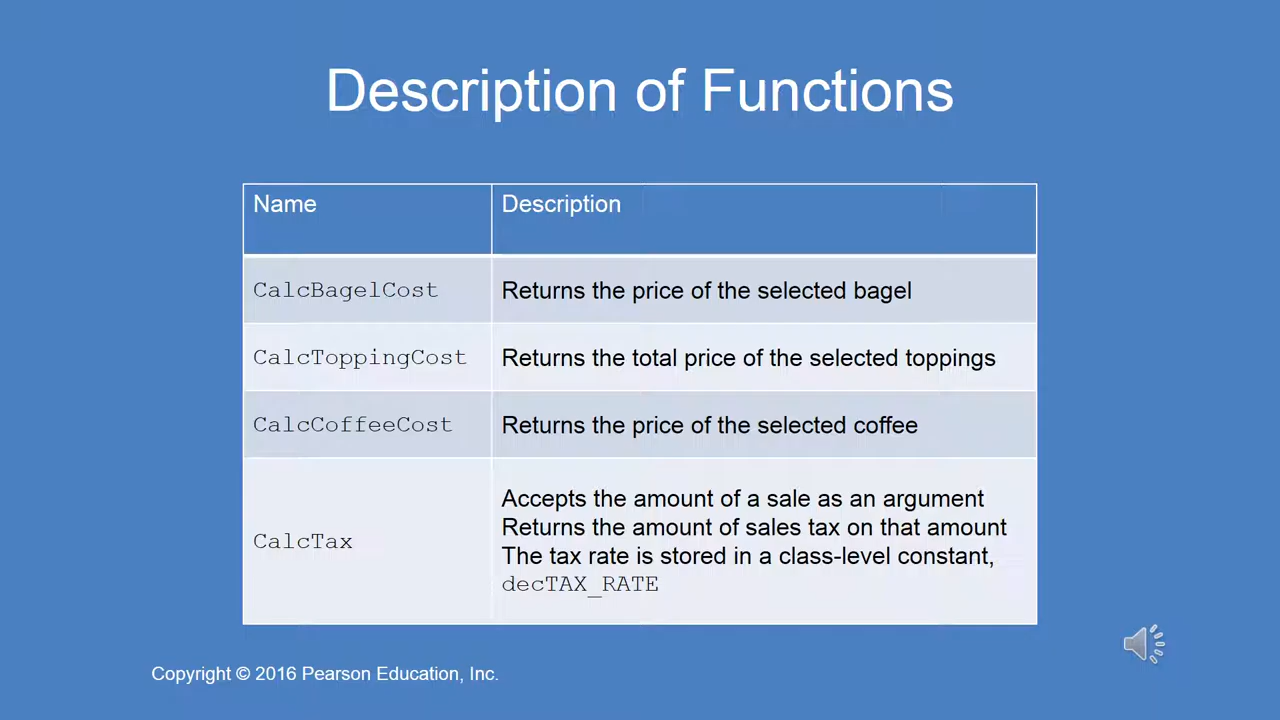 Description of Functions
Name Description
CalcBagelCost Returns the price of the selected bagel
CalcToppingCost Returns the total price of the selected toppings
CalcCoffeeCost Returns the price of the selected coffee
Accepts the amount of a sale as an argument
Returns the amount of sales tax on that amount
CalcTax
The tax rate is stored in a class-level constant,
decTAX_RATE
Copyright © 2016 Pearson Education, Inc.